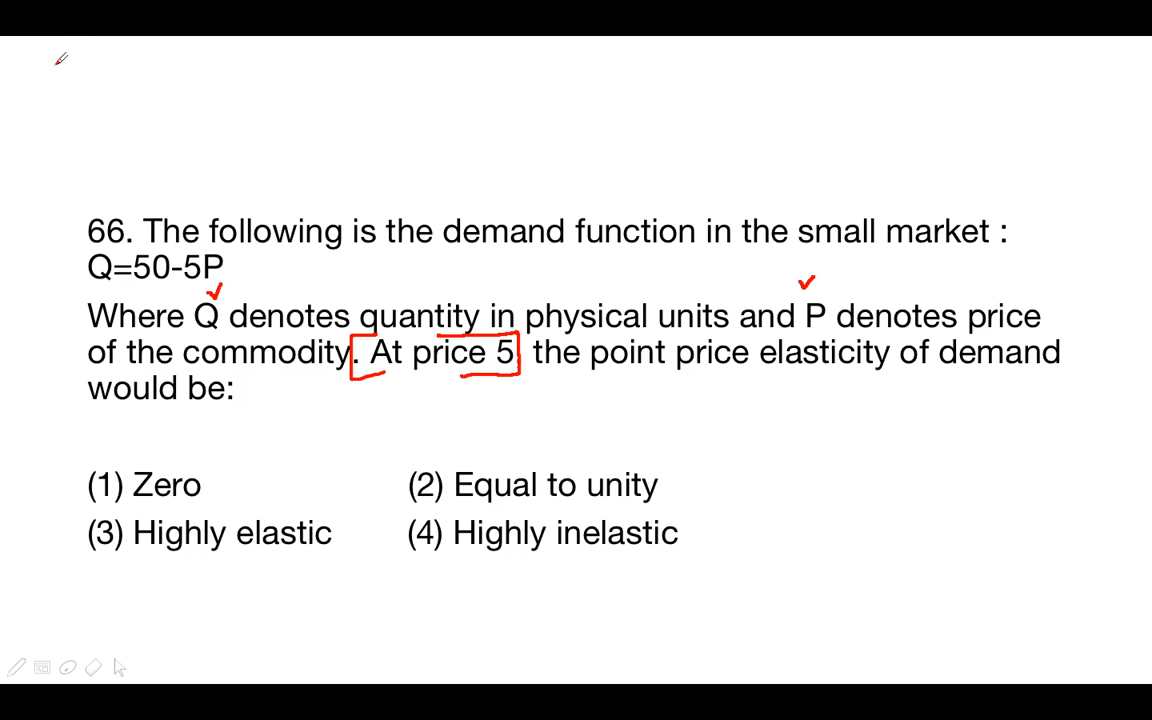 66. The following is the demand function in the small market :
Q=50-5P
Where Q denotes quantity in physical units and P denotes price
of the commodity. At price 5 the point price elasticity of demand
would be:
(1) Zero (2) Equal to unity
(3) Highly elastic (4) Highly inelastic